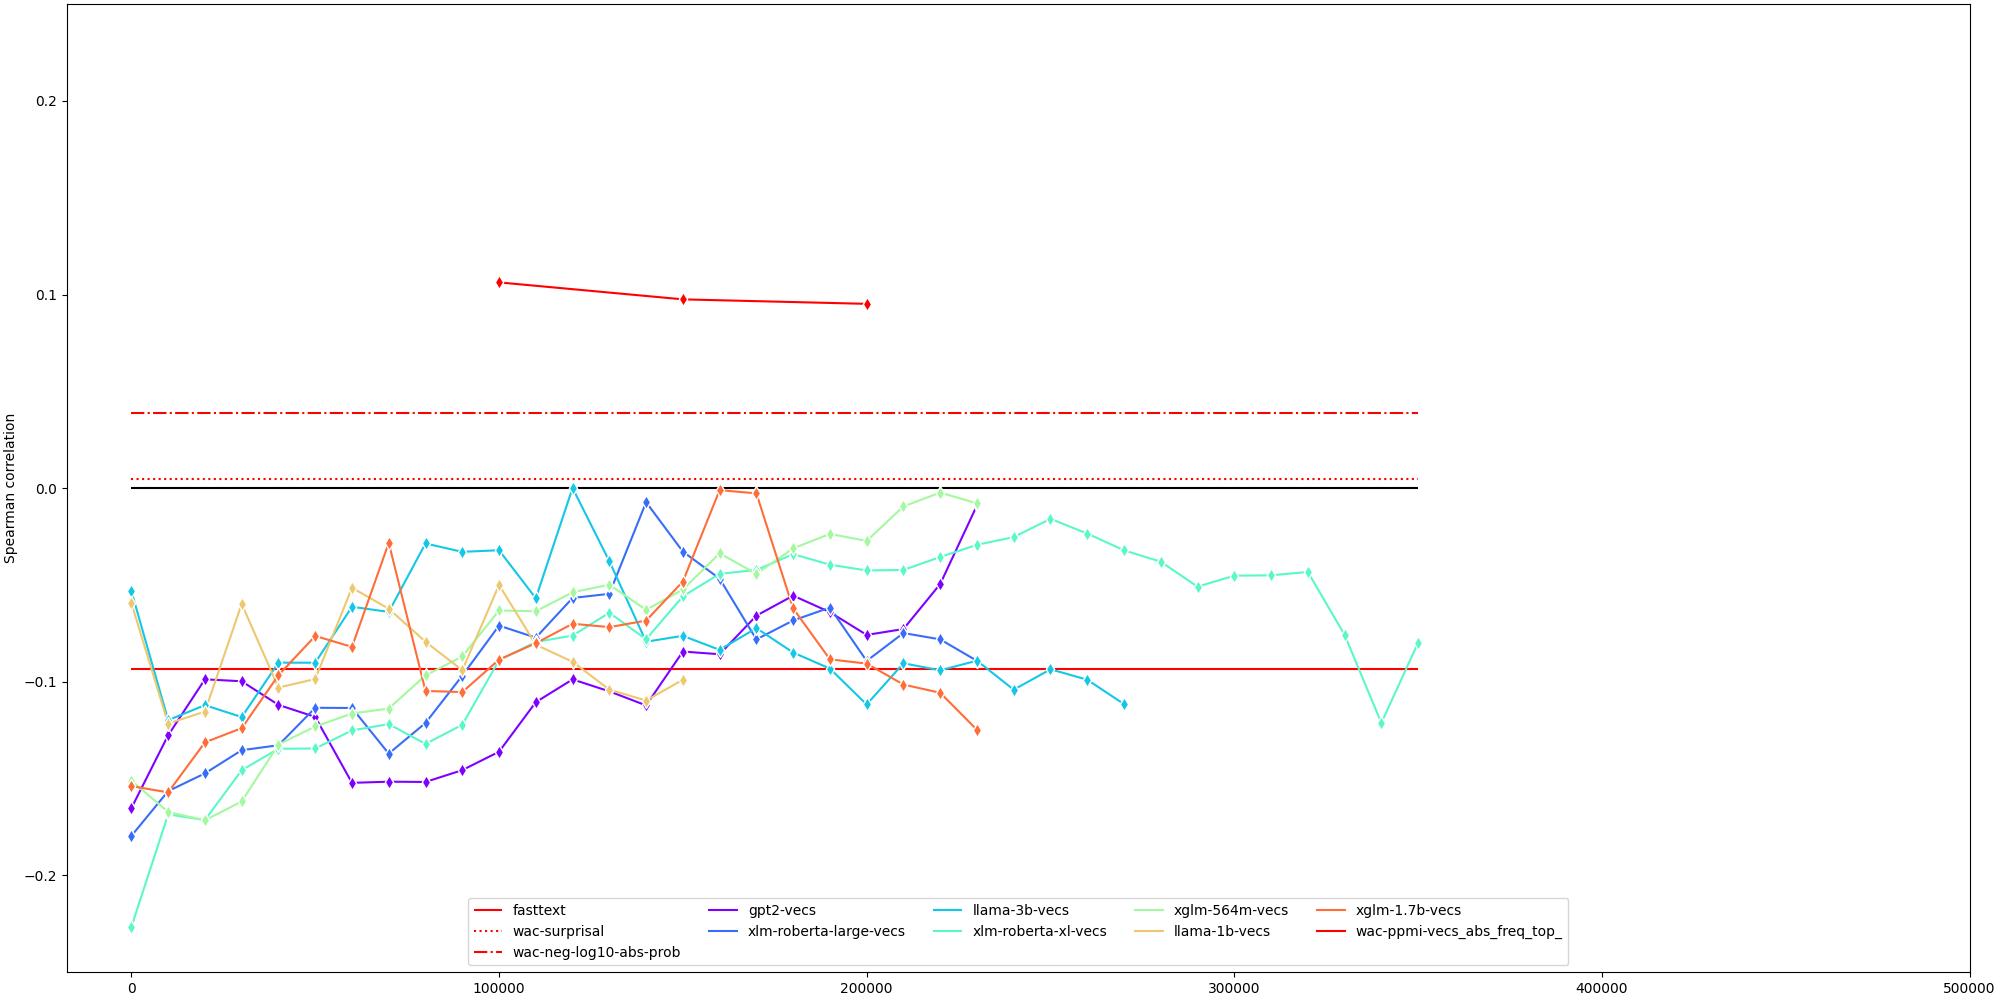 0.2
0.1
0.0
−0.1
−0.2
Spearman correlation
fasttext
wac-surprisal
wac-neg-log10-abs-prob
gpt2-vecs
xlm-roberta-large-vecs
llama-3b-vecs
xlm-roberta-xl-vecs
xglm-564m-vecs
llama-1b-vecs
xglm-1.7b-vecs
wac-ppmi-vecs_abs_freq_top_
0 100000 200000 300000 400000 500000